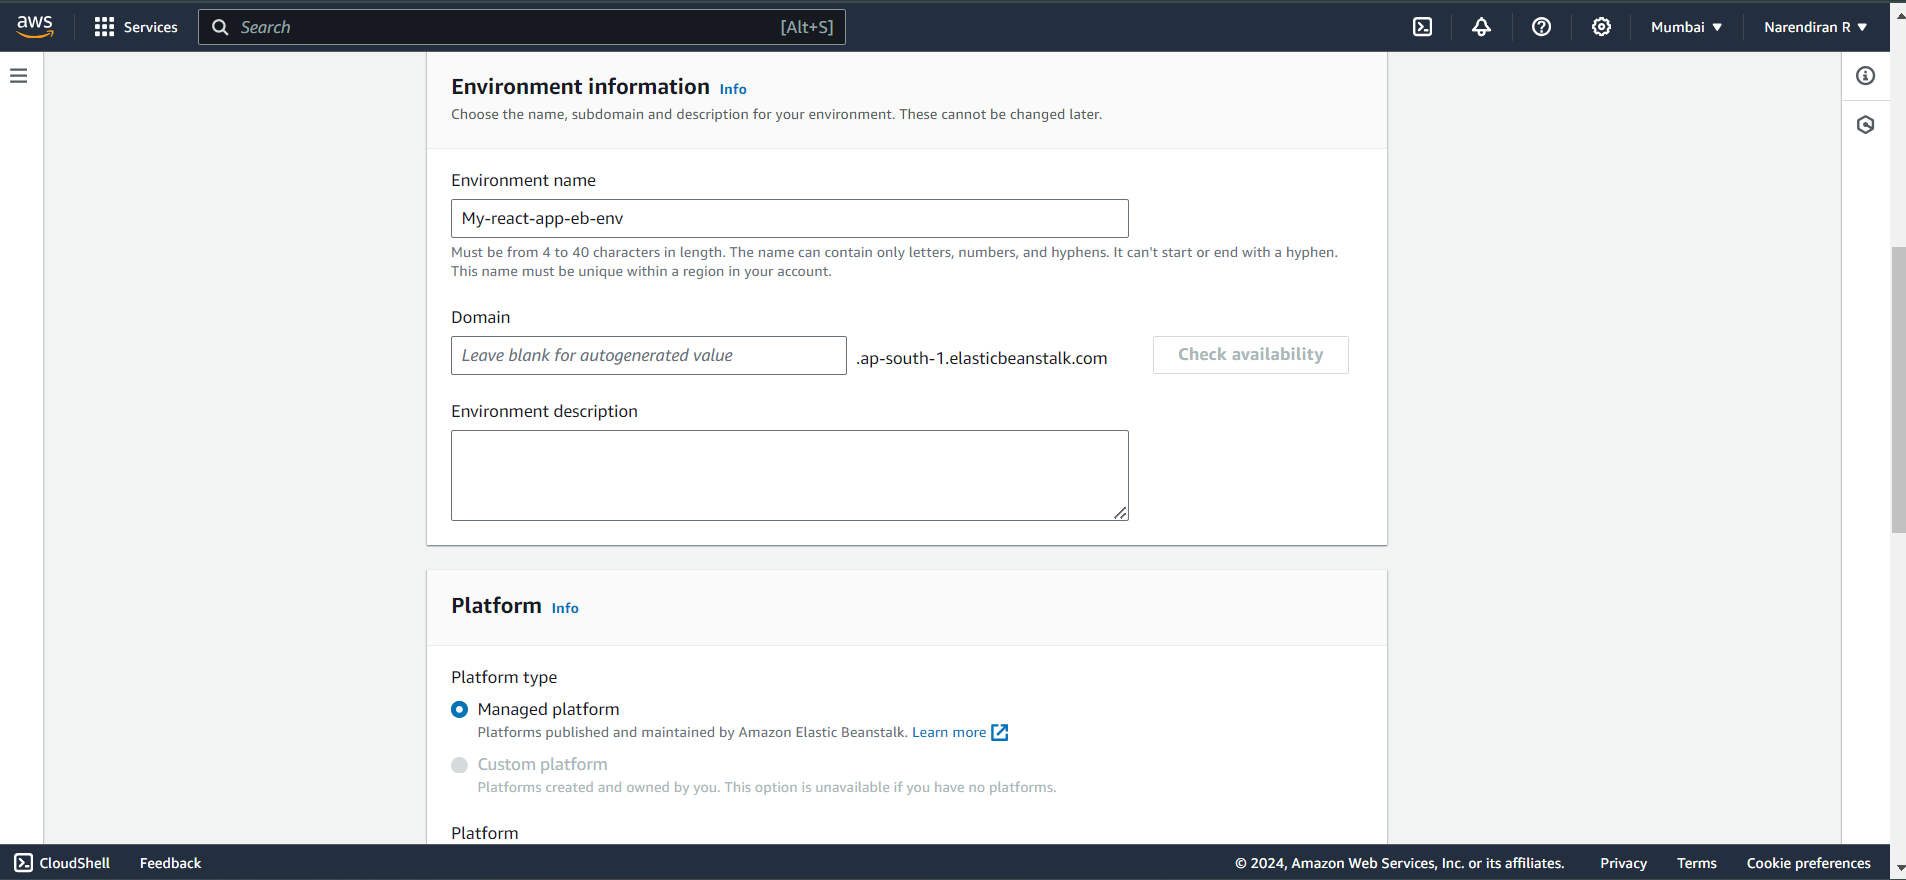 aws Services Search [Alt+S] Mumbai Narendiran R
Environment information Info
Choose the name, subdomain and description for your environment. These cannot be changed later.
Environment name
My-react-app-eb-env
Must be from 4 to 40 characters in length. The name can contain only letters, numbers, and hyphens. It can't start or end with a hyphen.
This name must be unique within a region in your account.
Domain
Leave blank for autogenerated value .ap-south-1.elasticbeanstalk.com Check availability
Environment description
Platform Info
Platform type
Managed platform
Platforms published and maintained by Amazon Elastic Beanstalk. Learn more
Custom platform
Platforms created and owned by you. This option is unavailable if you have no platforms.
Platform
CloudShell Feedback © 2024, Amazon Web Services, Inc. or its affiliates. Privacy Terms Cookie preferences